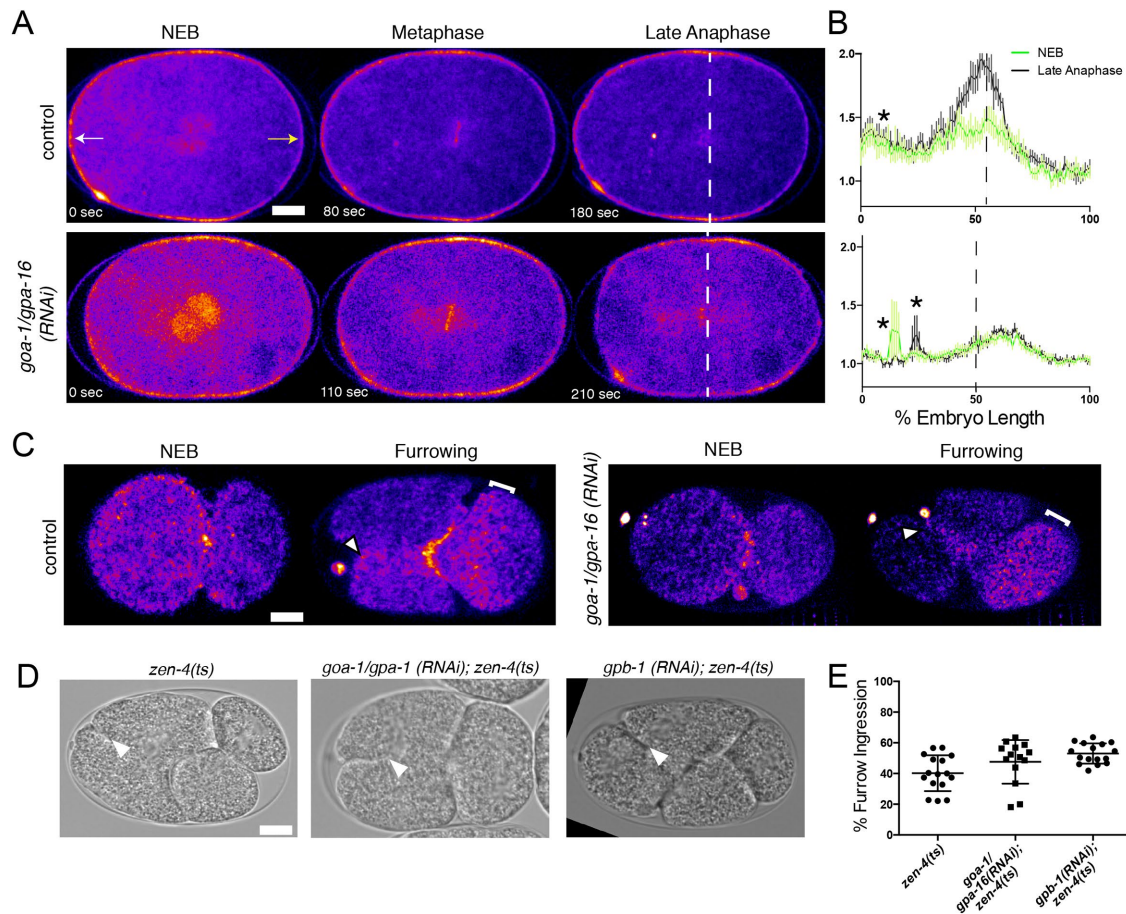 A
NEB
Metaphase
Late Anaphase
control
0 sec
80 sec
180 sec
goa-1/gpa-16
(RNAi)
0 sec
110 sec
210 sec
B
NEB
Late Anaphase
2.0
1.5
1.0
*
0
50
100
2.0
1.5
1.0
*
*
0
50
100
% Embryo Length
C
NEB
Furrowing
control
goa-1/gpa-16 (RNAi)
NEB
Furrowing
D
zen-4(ts)
goa-1/gpa-1 (RNAi); zen-4(ts)
gpb-1 (RNAi); zen-4(ts)
E
% Furrow Ingression
100
80
60
40
20
0
zen-4(ts)
goa-1/
gpa-16(RNAi);
zen-4(ts)
gpb-1(RNAi);
zen-4(ts)